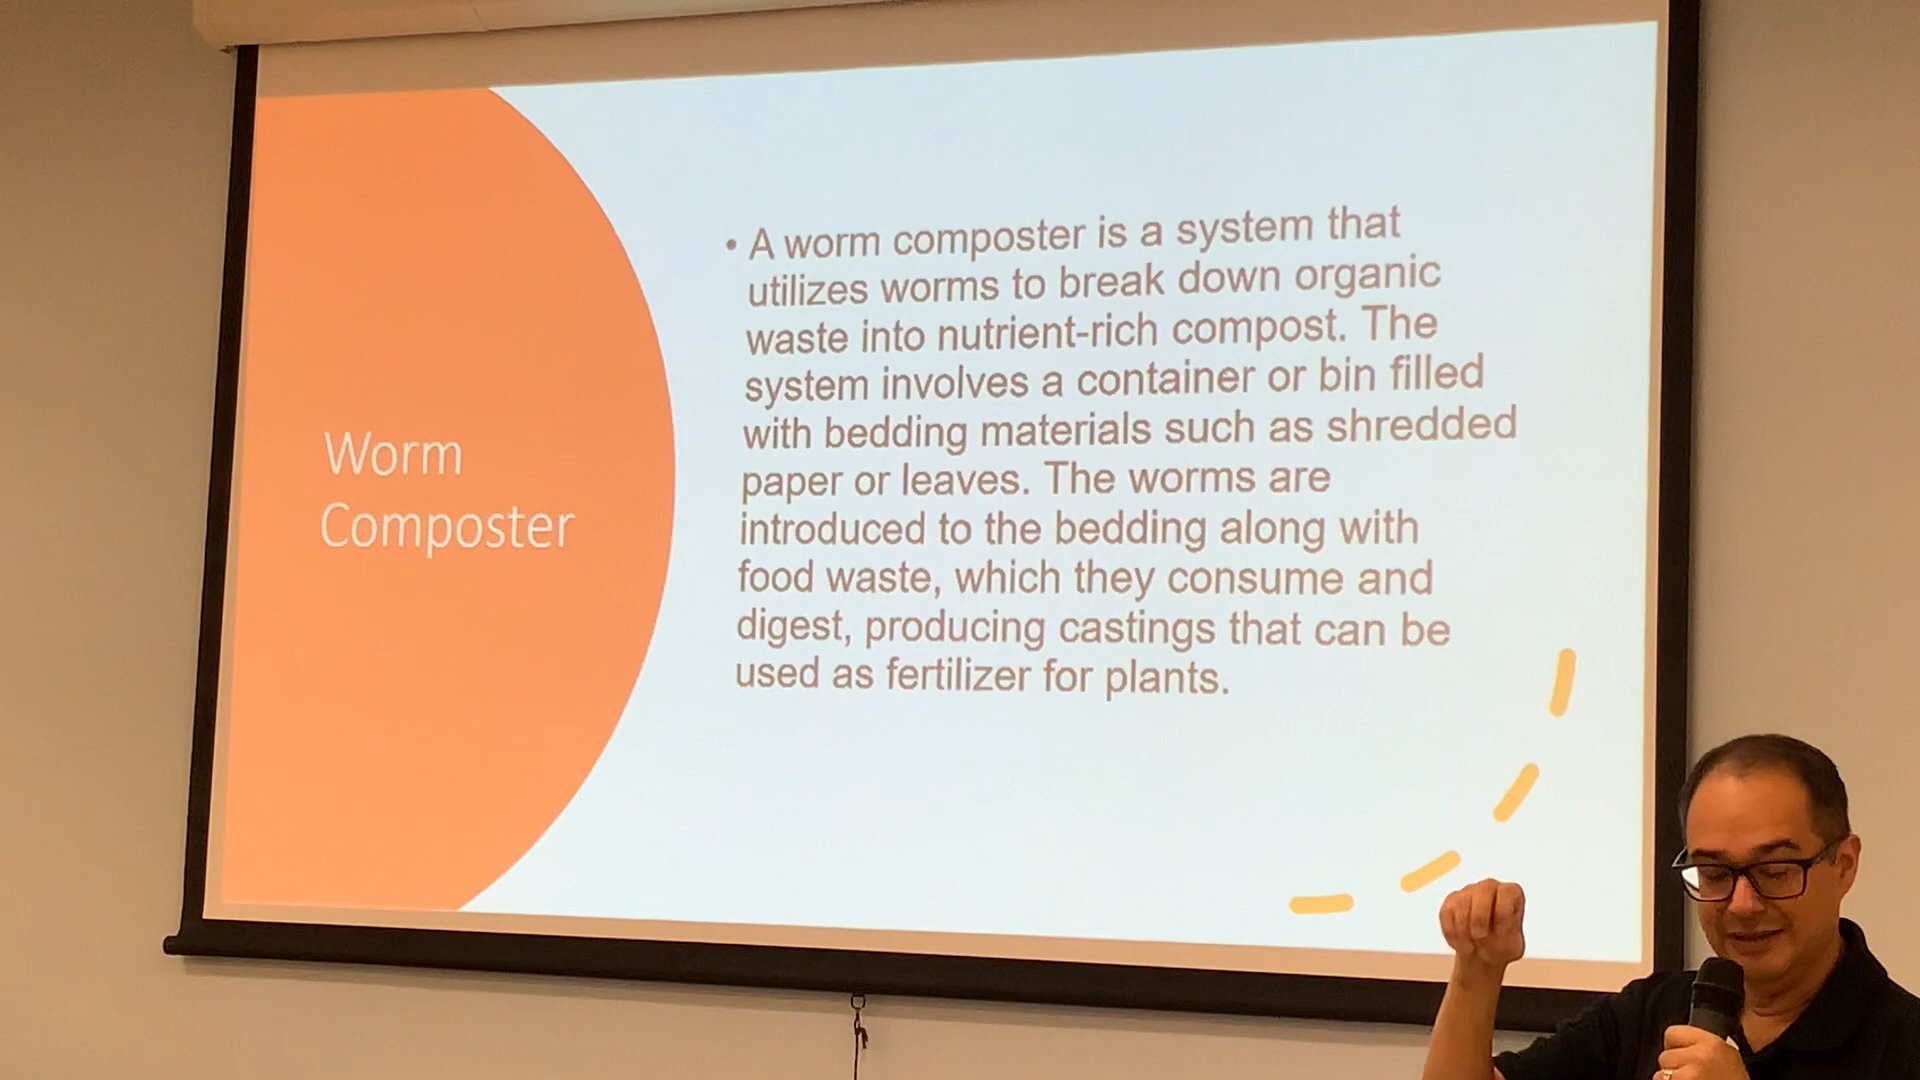 Worm
Composter
• A worm composter is a system that
utilizes worms to break down organic
waste into nutrient-rich compost. The
system involves a container or bin filled
with bedding materials such as shredded
paper or leaves. The worms are
introduced to the bedding along with
food waste, which they consume and
digest, producing castings that can be
used as fertilizer for plants.